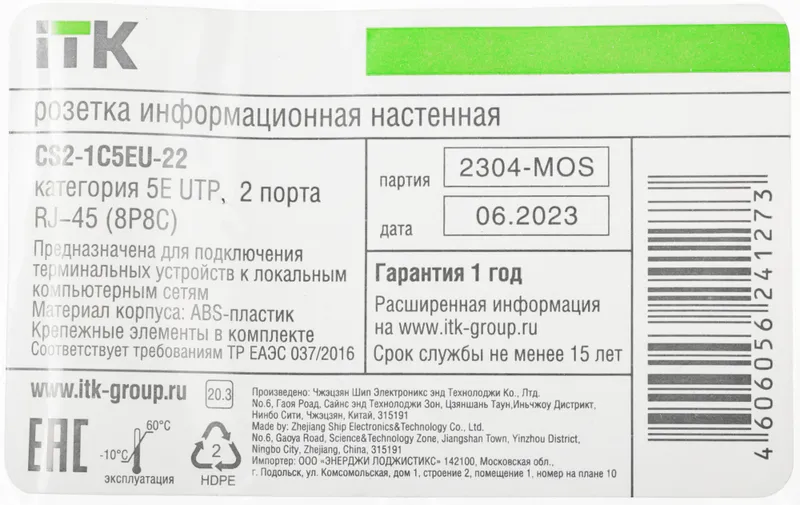 iTK
розетка информационная настенная
CS2-1C5EU-22
категория 5E UTP, 2 порта
RJ-45 (8P8C)
Предназначена для подключения
терминальных устройств к локальным
компьютерным сетям
Материал корпуса: ABS-пластик
Крепежные элементы в комплекте
Соответствует требованиям ТР ЕАЭС 037/2016
партия 2304-MOS
дата 06.2023
Гарантия 1 год
Расширенная информация
на www.itk-group.ru
Срок службы не менее 15 лет
4606056241273
www.itk-group.ru
20.3
EAC
60°C
-10°C
эксплуатация
2
HDPE
Произведено: Чжэцзян Шип Электроникс энд Технолоджи Ко., Лтд.
No.6, Гаоя Роад, Сайнс энд Технолоджи Зон, Цзяншань Таун,Иньчжоу Дистрикт,
Нинбо Сити, Чжэцзян, Китай, 315191
Made by: Zhejiang Ship Electronics&Technology Co., Ltd.
No.6, Gaoya Road, Science&Technology Zone, Jiangshan Town, Yinzhou District,
Ningbo City, Zhejiang, China, 315191
Импортер: ООО «ЭНЕРДЖИ ЛОДЖИСТИКС» 142100, Московская обл.,
г. Подольск, ул. Комсомольская, дом 1, строение 2, помещение 1, номер на плане 10